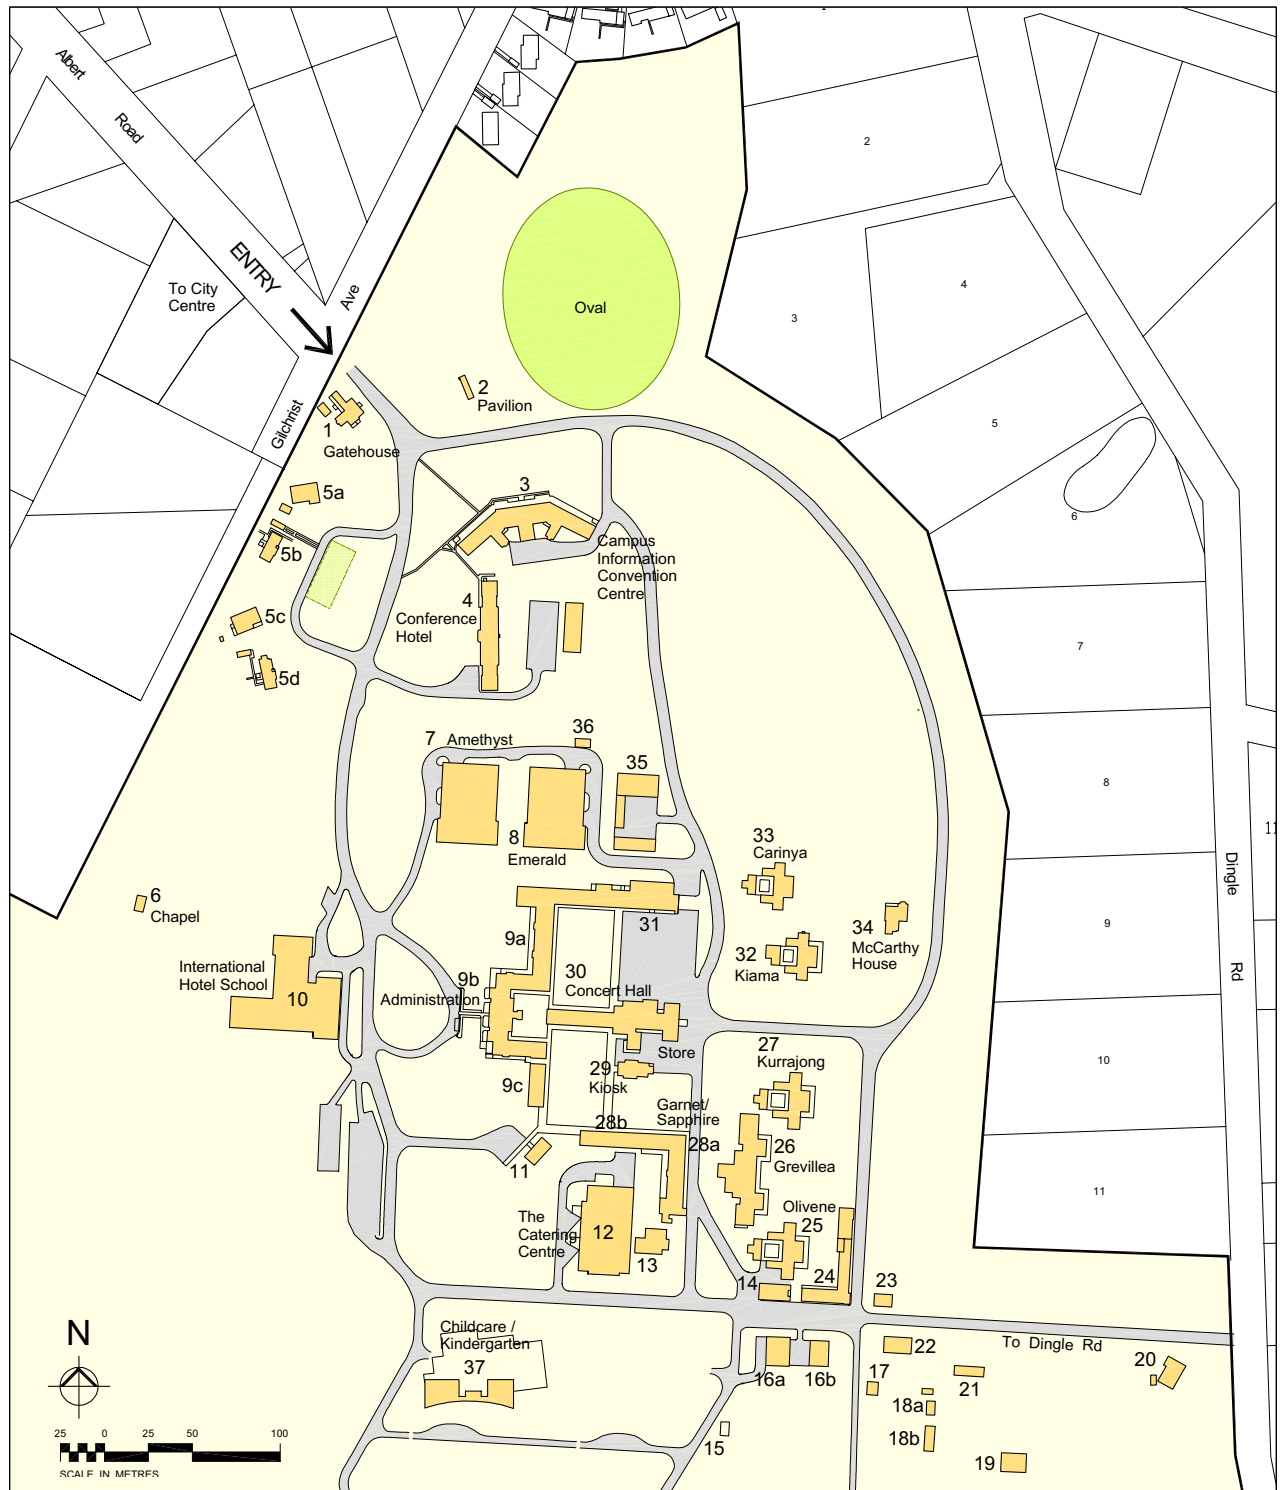 Albert
Road
2
ENTRY
To City
Centre
Ave
4
Oval
3
2
Pavilion
Gilchrist
1
Gatehouse
5
3
5a
6
Campus
Information
Convention
Centre
5b
4
Conference
Hotel
5c
7
5d
36
7 Amethyst
35
8
8
Emerald
33
Carinya
11
Dingle
6
Chapel
31
34
McCarthy
House
9
9a
32
Kiama
International
Hotel School
10
9b
Administration
30
Concert Hall
Rd
27
Kurrajong
Store
10
29
Kiosk
9c
Garnet/
Sapphire
28b
28a
26
Grevillea
11
11
The
Catering
Centre
12
13
Olivene
25
14
24
23
N
Childcare /
Kindergarten
22
To Dingle Rd
37
16a
16b
17
21
20
18a
25
0
25
50
100
15
18b
19
SCALE IN METRES